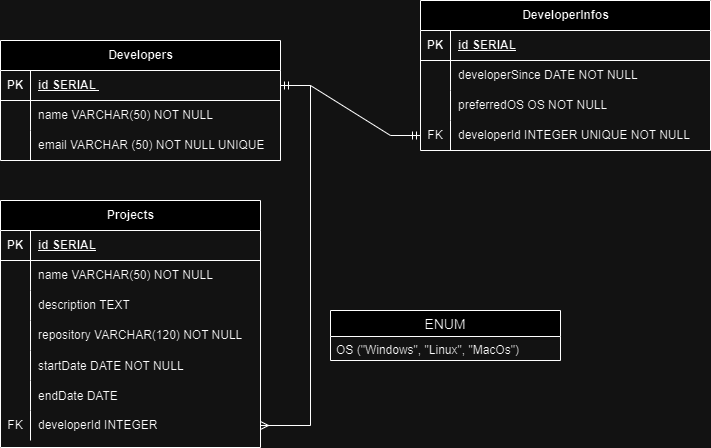 DeveloperInfos
PK id SERIAL
developerSince DATE NOT NULL
preferredOS OS NOT NULL
FK developerId INTEGER UNIQUE NOT NULL
Developers
PK id SERIAL
name VARCHAR(50) NOT NULL
email VARCHAR (50) NOT NULL UNIQUE
Projects
PK id SERIAL
name VARCHAR(50) NOT NULL
description TEXT
repository VARCHAR(120) NOT NULL
startDate DATE NOT NULL
endDate DATE
FK developerId INTEGER
ENUM
OS ("Windows", "Linux", "MacOs")